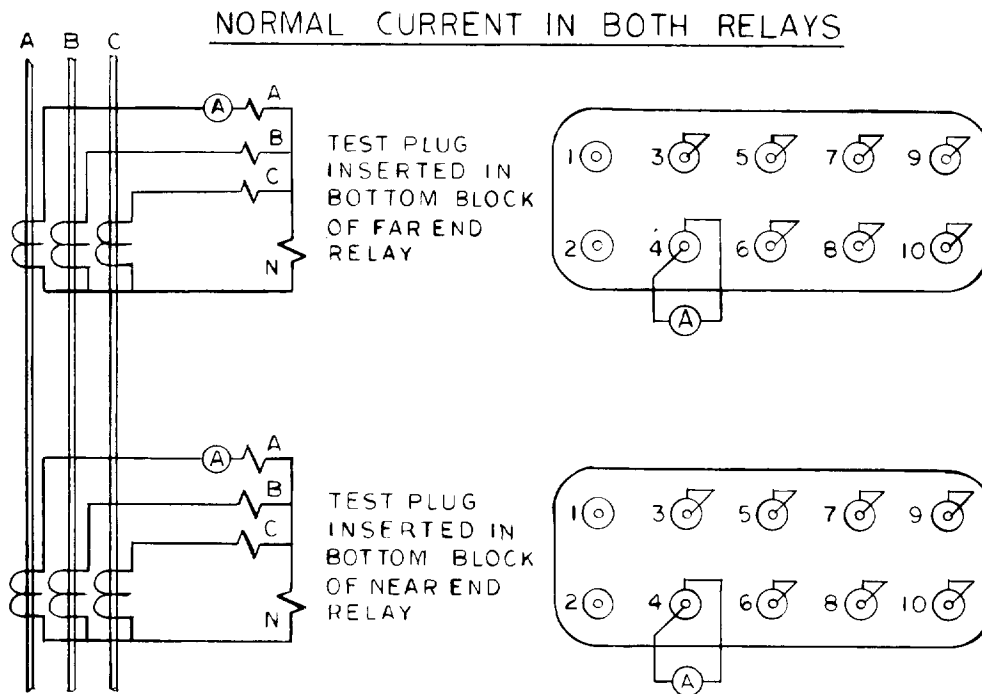 NORMAL CURRENT IN BOTH RELAYS
A B C
A
A
B
C
N
TEST PLUG
INSERTED IN
BOTTOM BLOCK
OF FAR END
RELAY
1 3 5 7 9
2 4 6 8 10
A
A
A
B
C
N
TEST PLUG
INSERTED IN
BOTTOM BLOCK
OF NEAR END
RELAY
1 3 5 7 9
2 4 6 8 10
A